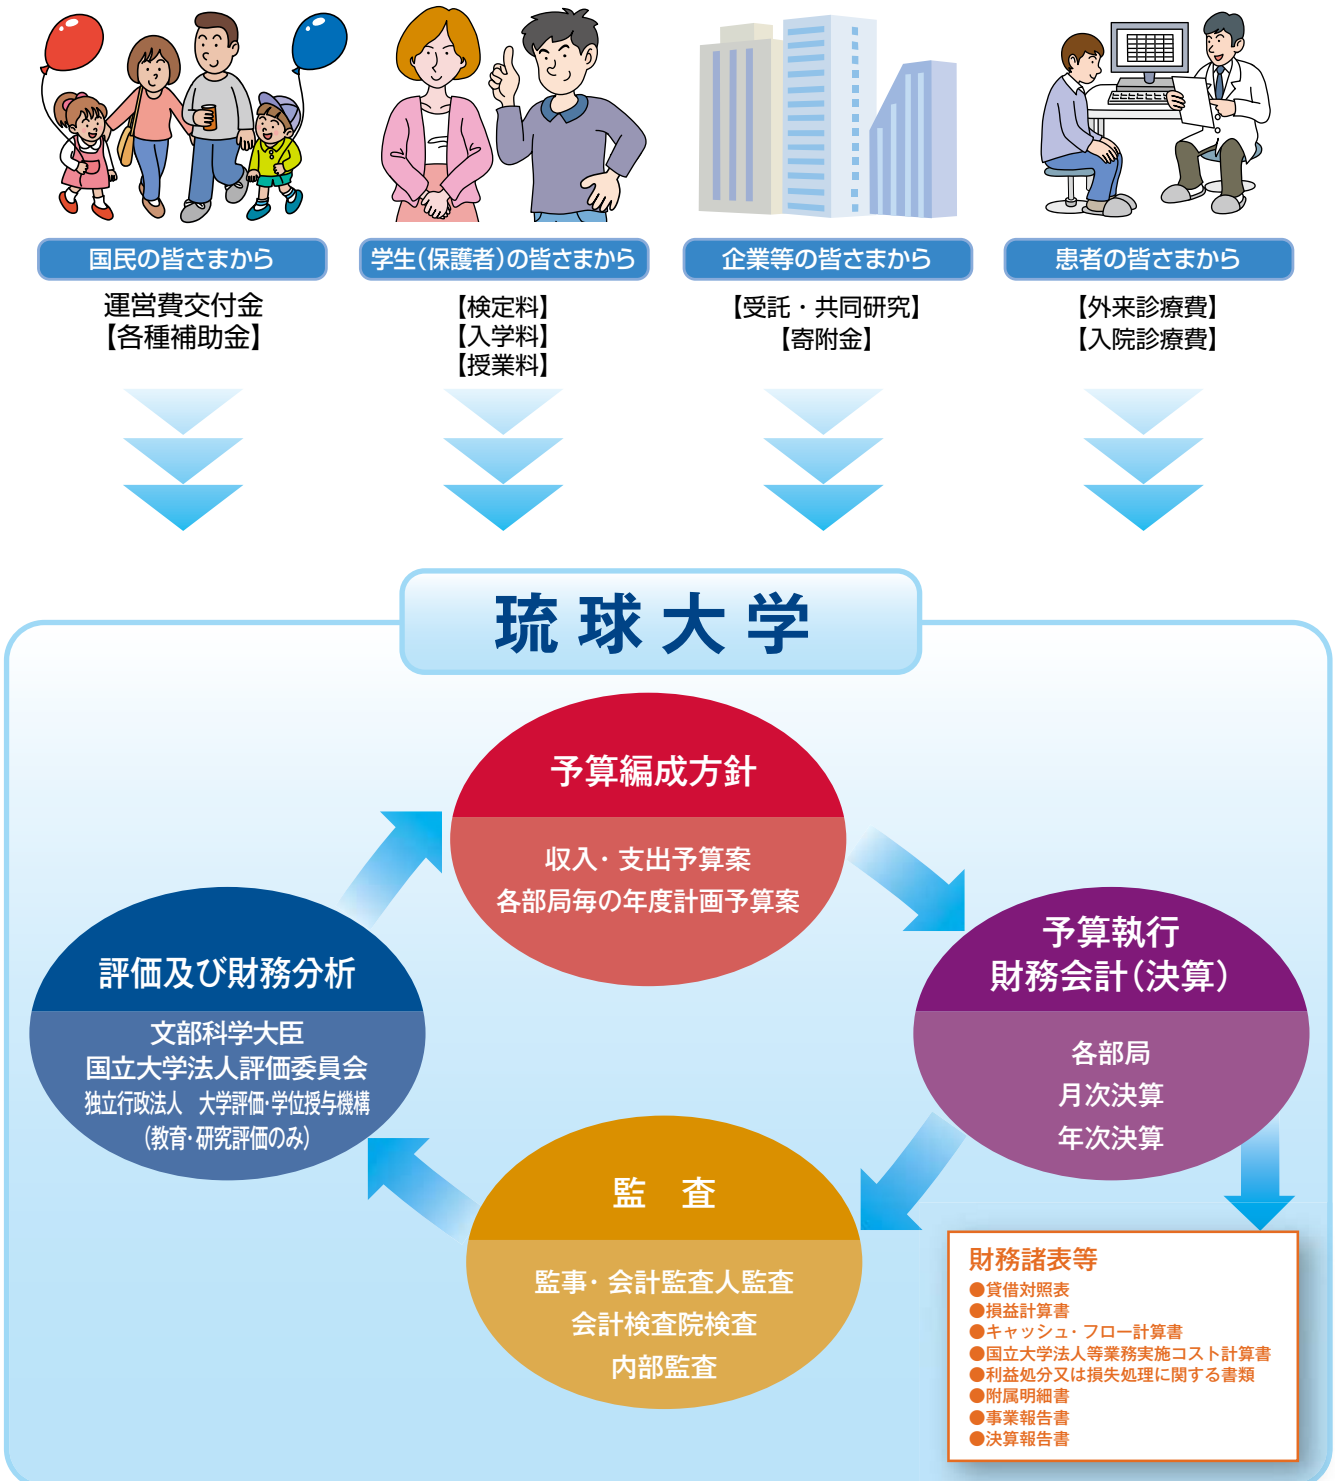 国民の皆さまから
運営費交付金
【各種補助金】
学生(保護者)の皆さまから
【検定料】
【入学料】
【授業料】
企業等の皆さまから
【受託・共同研究】
【寄附金】
患者の皆さまから
【外来診療費】
【入院診療費】
琉球大学
予算編成方針
収入・支出予算案
各部局毎の年度計画予算案
予算執行
財務会計(決算)
各部局
月次決算
年次決算
評価及び財務分析
文部科学大臣
国立大学法人評価委員会
独立行政法人 大学評価・学位授与機構
(教育・研究評価のみ)
監 査
監事・会計監査人監査
会計検査院検査
内部監査
財務諸表等
●貸借対照表
●損益計算書
●キャッシュ・フロー計算書
●国立大学法人等業務実施コスト計算書
●利益処分又は損失処理に関する書類
●附属明細書
●事業報告書
●決算報告書